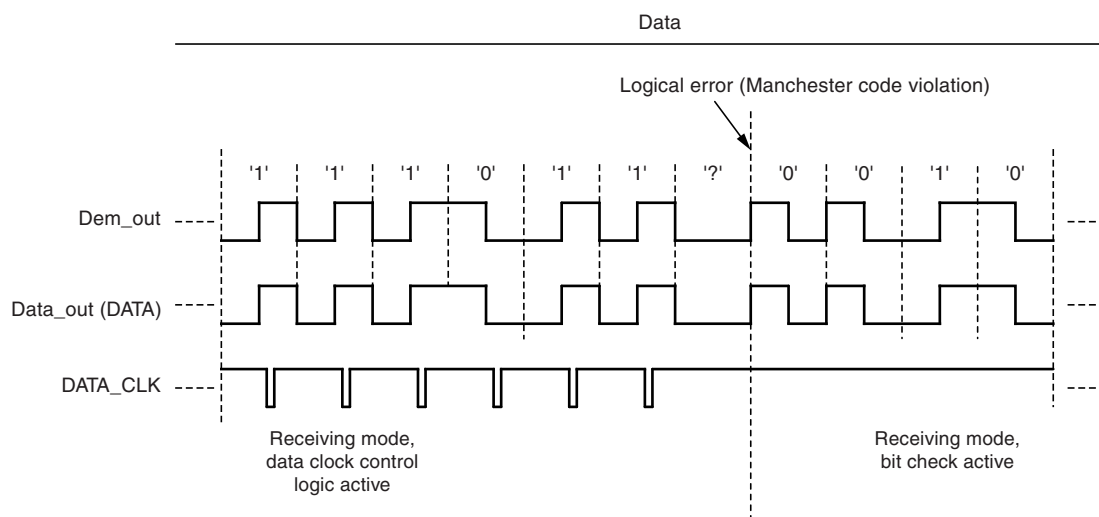 Data
Logical error (Manchester code violation)
'1' '1' '1' '0' '1' '1' '?' '0' '0' '1' '0'
Dem_out
Data_out (DATA)
DATA_CLK
Receiving mode,
data clock control
logic active
Receiving mode,
bit check active